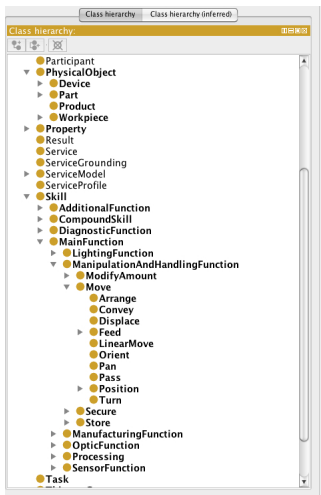 Class hierarchy Class hierarchy (inferred)
Class hierarchy:
Participant
PhysicalObject
Device
Part
Product
Workpiece
Property
Result
Service
ServiceGrounding
ServiceModel
ServiceProfile
Skill
AdditionalFunction
CompoundSkill
DiagnosticFunction
MainFunction
LightingFunction
ManipulationAndHandlingFunction
ModifyAmount
Move
Arrange
Convey
Displace
Feed
LinearMove
Orient
Pan
Pass
Position
Turn
Secure
Store
ManufacturingFunction
OpticFunction
Processing
SensorFunction
Task